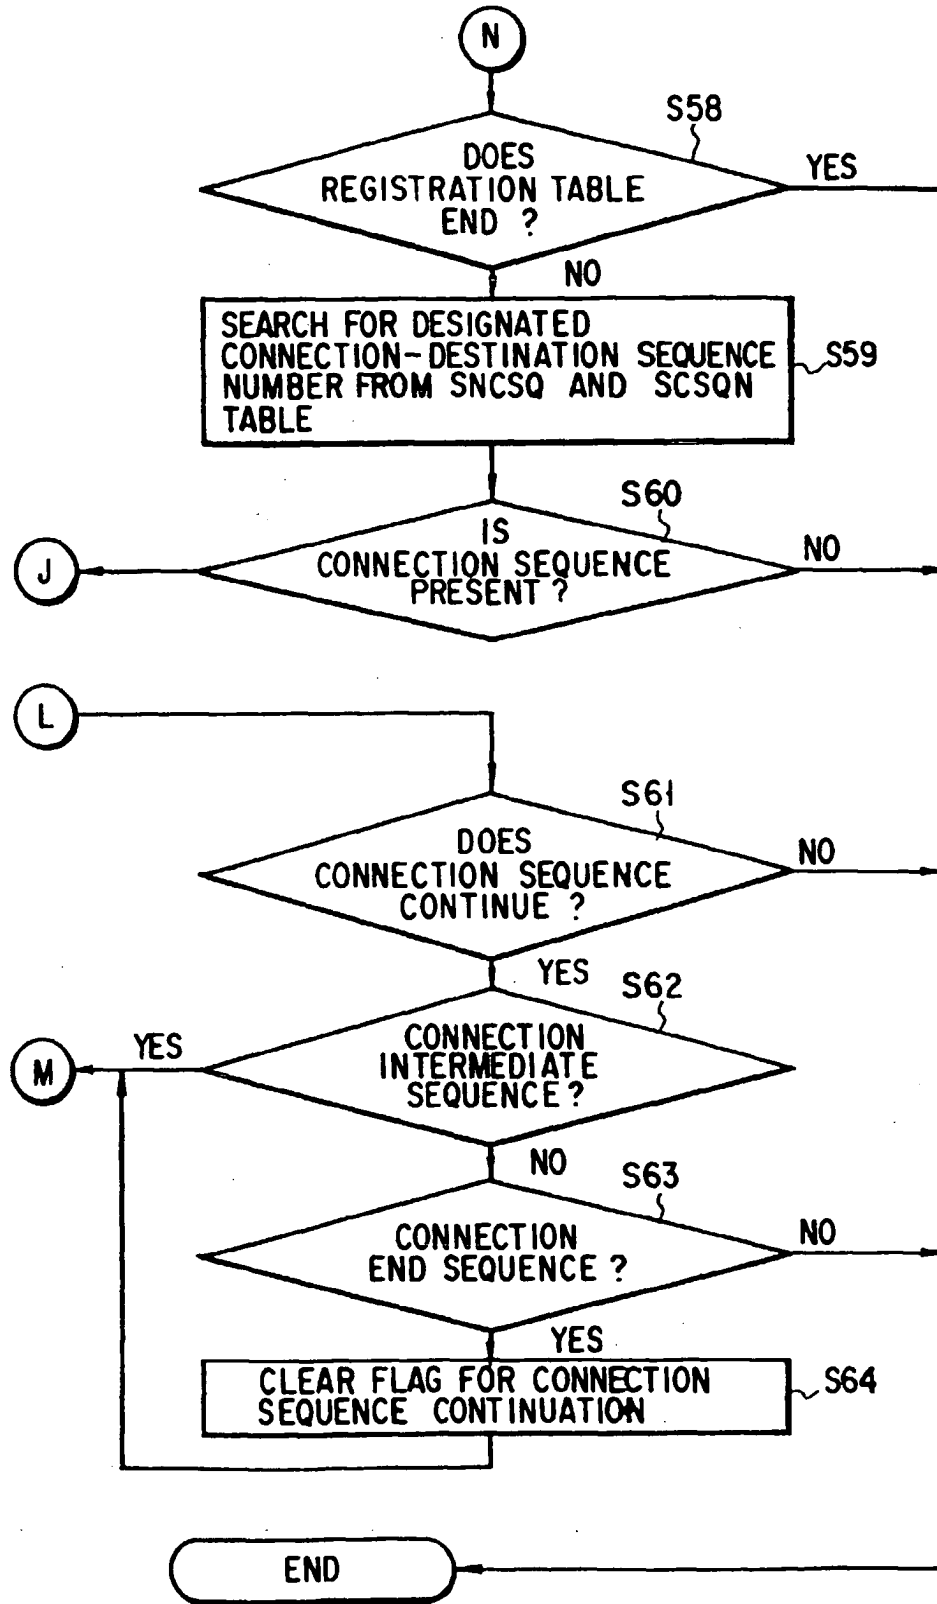 N
S58
DOES
REGISTRATION TABLE
END ?
YES
NO
SEARCH FOR DESIGNATED
CONNECTION-DESTINATION SEQUENCE
NUMBER FROM SNCSQ AND SCSQN
TABLE
S59
S60
IS
CONNECTION SEQUENCE
PRESENT ?
NO
J
L
S61
DOES
CONNECTION SEQUENCE
CONTINUE ?
NO
YES
S62
CONNECTION
INTERMEDIATE
SEQUENCE ?
YES
M
NO
S63
CONNECTION
END SEQUENCE ?
NO
YES
CLEAR FLAG FOR CONNECTION
SEQUENCE CONTINUATION
S64
END